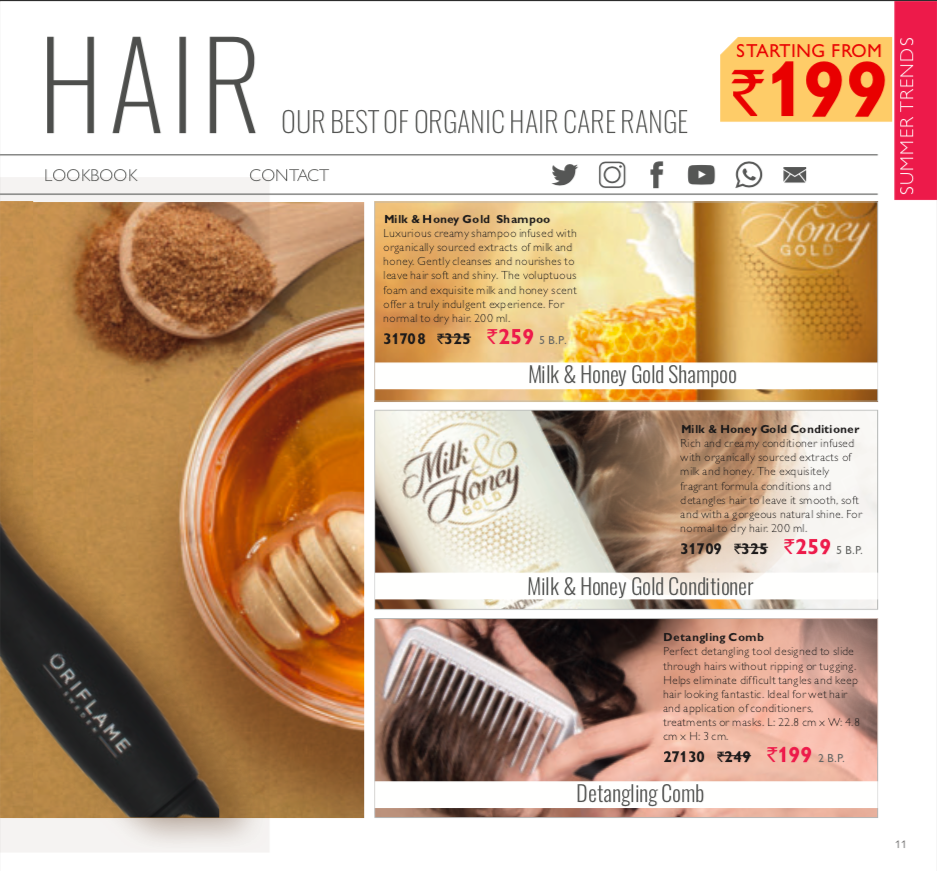 HAIR
OUR BEST OF ORGANIC HAIR CARE RANGE
STARTING FROM
₹199
SUMMER TRENDS
LOOKBOOK
CONTACT
Milk & Honey Gold Shampoo
Luxurious creamy shampoo infused with
organically sourced extracts of milk and
honey. Gently cleanses and nourishes to
leave hair soft and shiny. The voluptuous
foam and exquisite milk and honey scent
offer a truly indulgent experience. For
normal to dry hair. 200 ml.
31708 ₹325 ₹259 5 B.P.
&
Honey
GOLD
Milk & Honey Gold Shampoo
Milk &
Honey
GOLD
Milk & Honey Gold Conditioner
Rich and creamy conditioner infused
with organically sourced extracts of
milk and honey. The exquisitely
fragrant formula conditions and
detangles hair to leave it smooth, soft
and with a gorgeous natural shine. For
normal to dry hair. 200 ml.
31709 ₹325 ₹259 5 B.P.
Milk & Honey Gold Conditioner
Detangling Comb
Perfect detangling tool designed to slide
through hairs without ripping or tugging.
Helps eliminate difficult tangles and keep
hair looking fantastic. Ideal for wet hair
and application of conditioners,
treatments or masks. L: 22.8 cm x W: 4.8
cm x H: 3 cm.
27130 ₹249 ₹199 2 B.P.
Detangling Comb
ORIFLAME
SWEDEN
11